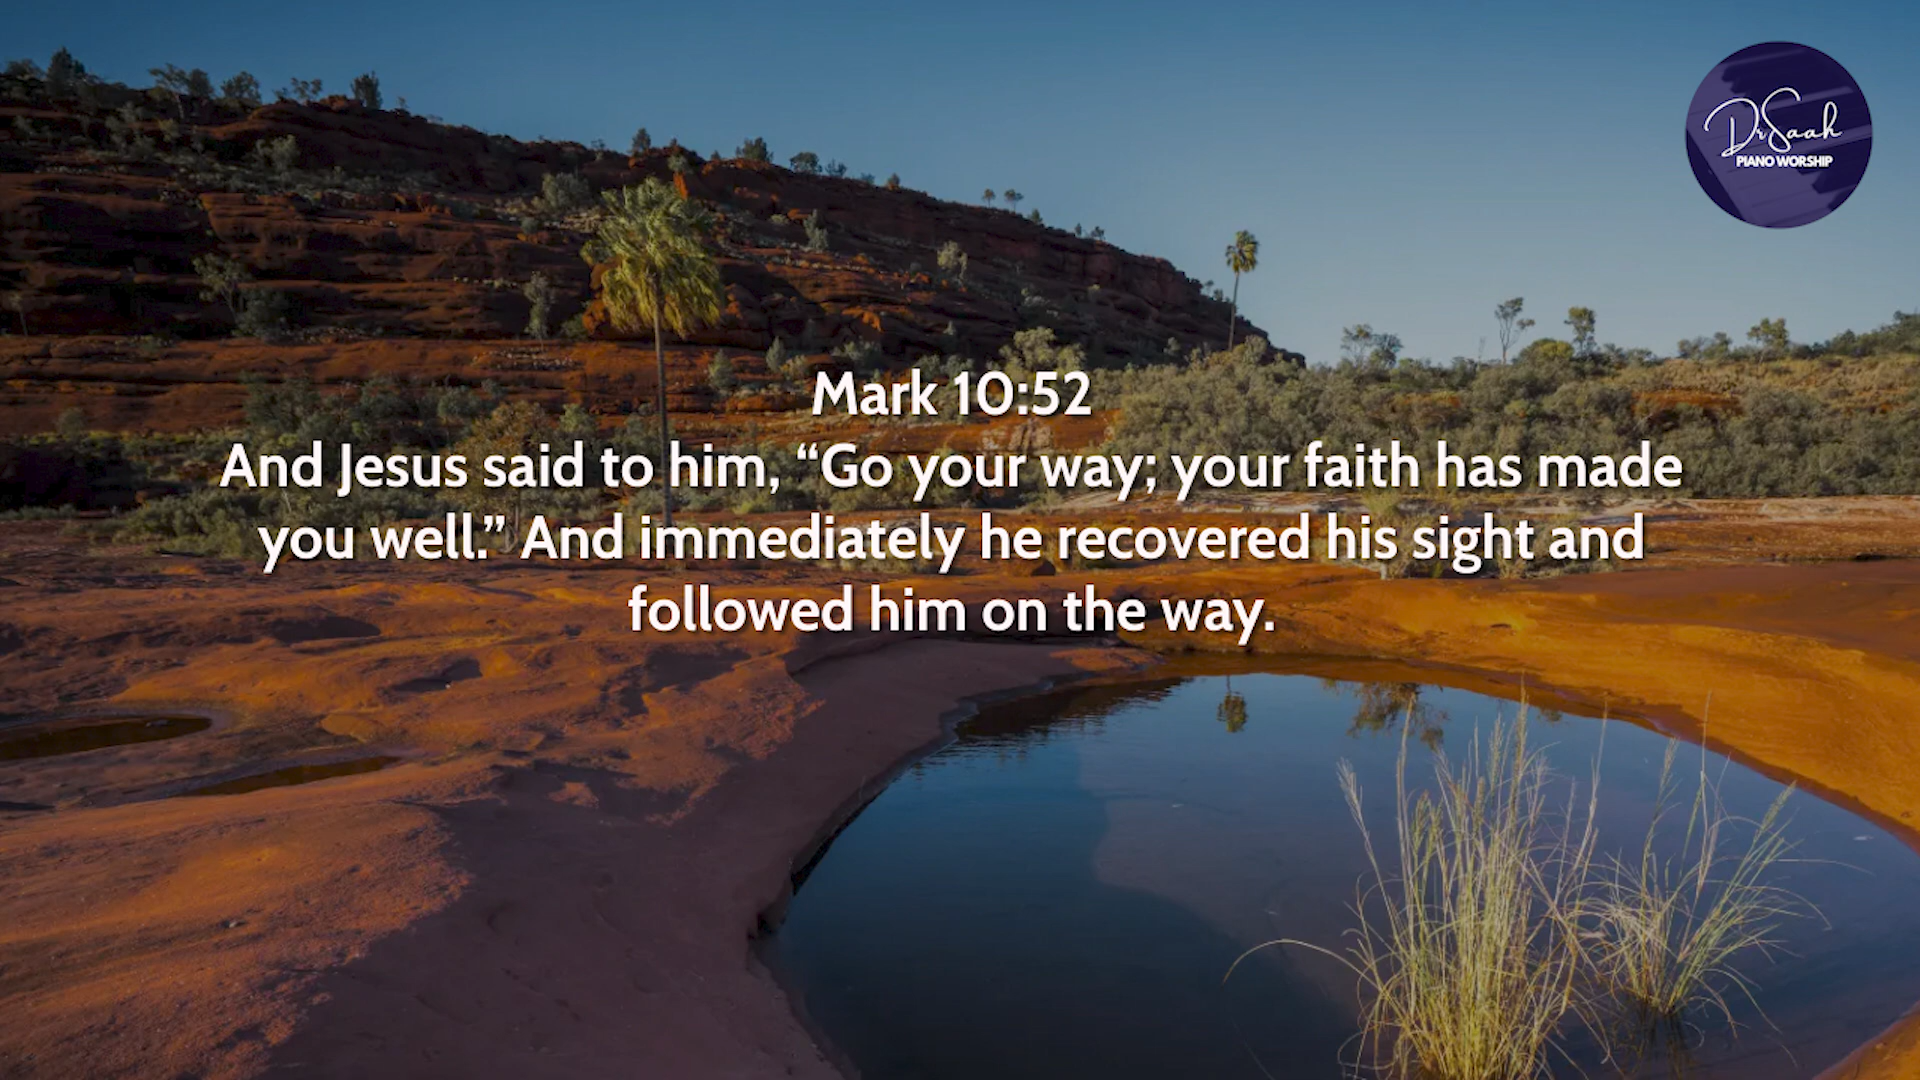 DrSaah
PIANO WORSHIP
Mark 10:52
And Jesus said to him, “Go your way; your faith has made
you well.” And immediately he recovered his sight and
followed him on the way.